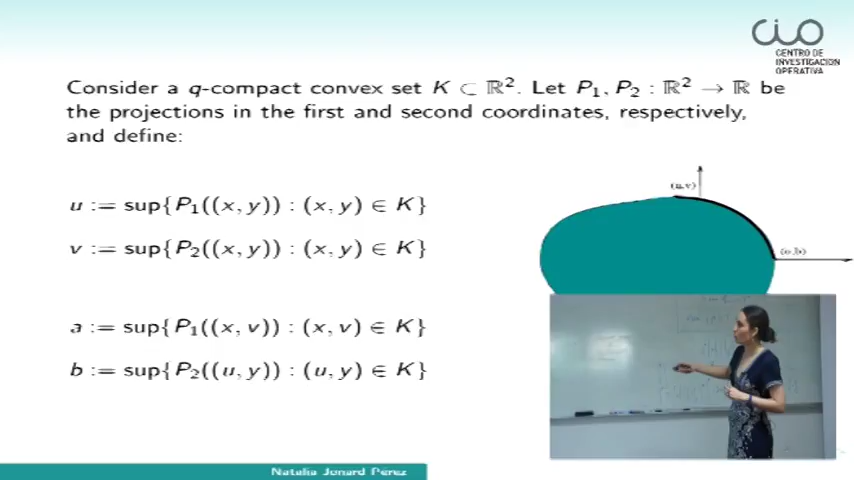 CIO
CENTRO DE
INVESTIGACION
OPERATIVA
Consider a q-compact convex set K ⊂ ℝ². Let P₁, P₂ : ℝ² → ℝ be
the projections in the first and second coordinates, respectively,
and define:
u := sup{P₁((x, y)) : (x, y) ∈ K}
v := sup{P₂((x, y)) : (x, y) ∈ K}
a := sup{P₁((x, v)) : (x, v) ∈ K}
b := sup{P₂((u, y)) : (u, y) ∈ K}
Natalia Jonard Pérez